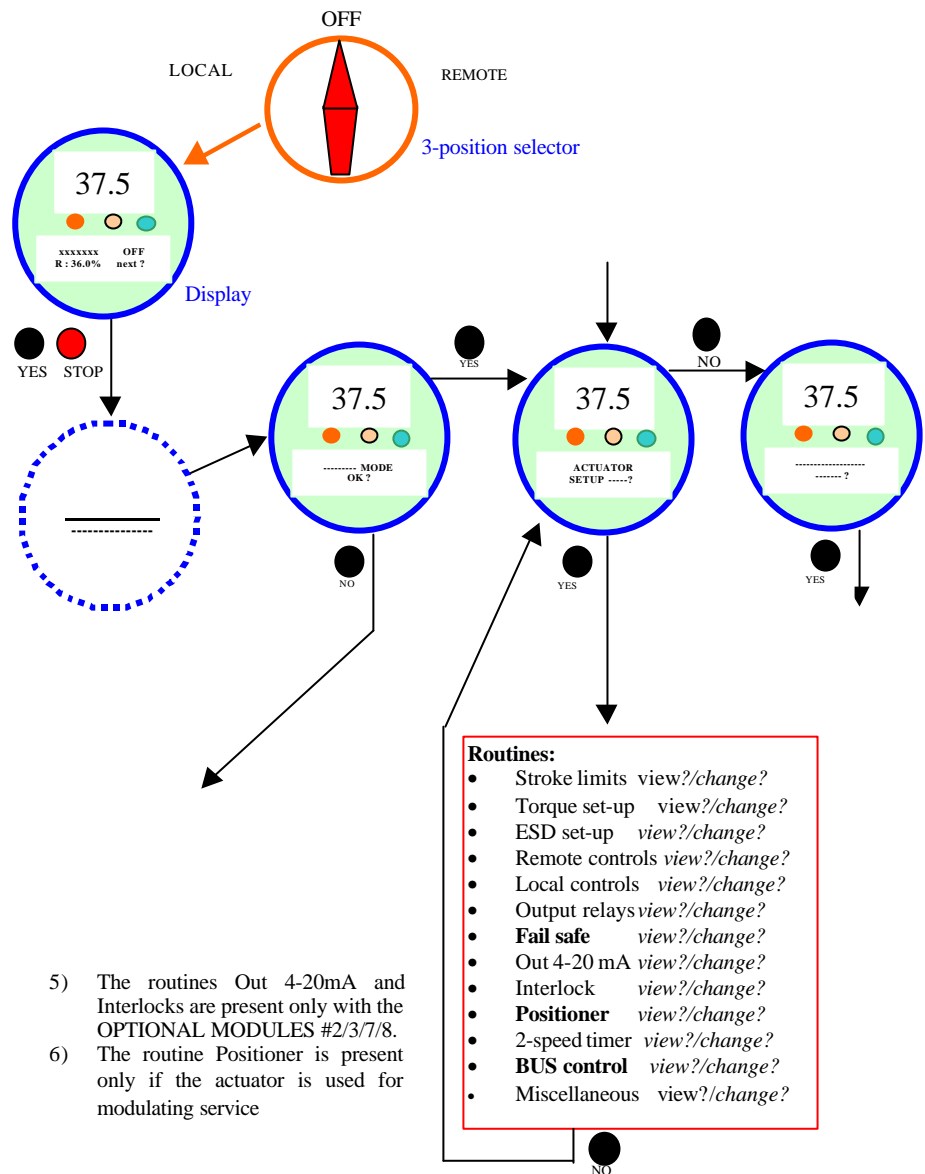 OFF
LOCAL
REMOTE
3-position selector
37.5
xxxxxxx OFF
R : 36.0% next ?
Display
YES STOP
YES
NO
37.5
--------- MODE
OK ?
37.5
ACTUATOR
SETUP -----?
37.5
-------------------
------- ?
NO
YES
YES
Routines:
• Stroke limits view?/change?
• Torque set-up view?/change?
• ESD set-up view?/change?
• Remote controls view?/change?
• Local controls view?/change?
• Output relays view?/change?
• Fail safe view?/change?
• Out 4-20 mA view?/change?
• Interlock view?/change?
• Positioner view?/change?
• 2-speed timer view?/change?
• BUS control view?/change?
• Miscellaneous view?/change?
5) The routines Out 4-20mA and
Interlocks are present only with the
OPTIONAL MODULES #2/3/7/8.
6) The routine Positioner is present
only if the actuator is used for
modulating service
NO